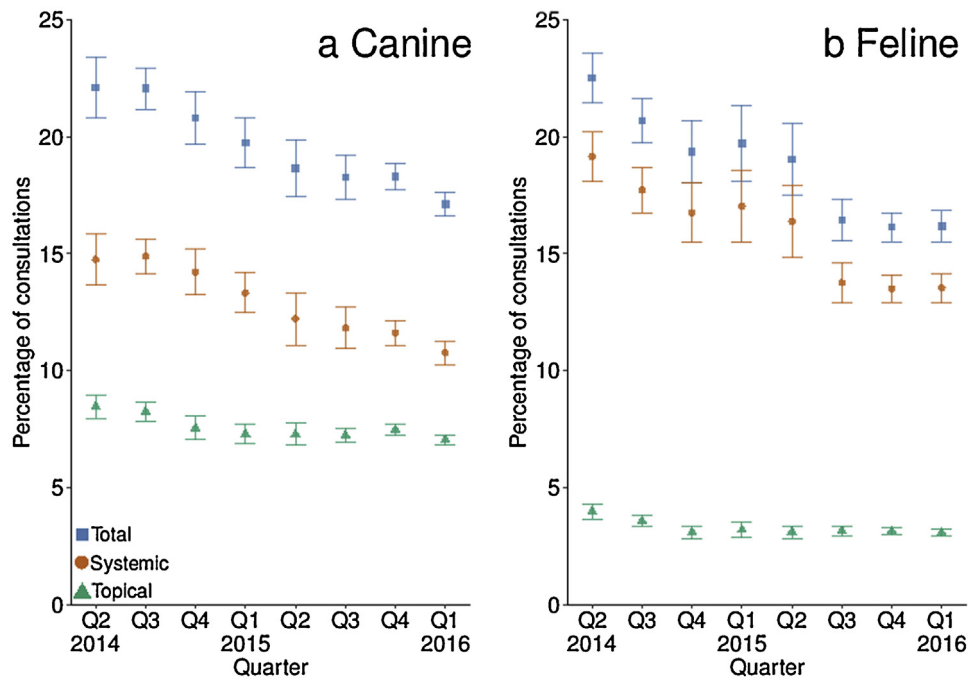 a Canine
25
20
15
10
5
0
Percentage of consultations
Total
Systemic
Topical
Q2 Q3 Q4 Q1 Q2 Q3 Q4 Q1
2014 2015 2016
Quarter
b Feline
25
20
15
10
5
0
Percentage of consultations
Q2 Q3 Q4 Q1 Q2 Q3 Q4 Q1
2014 2015 2016
Quarter